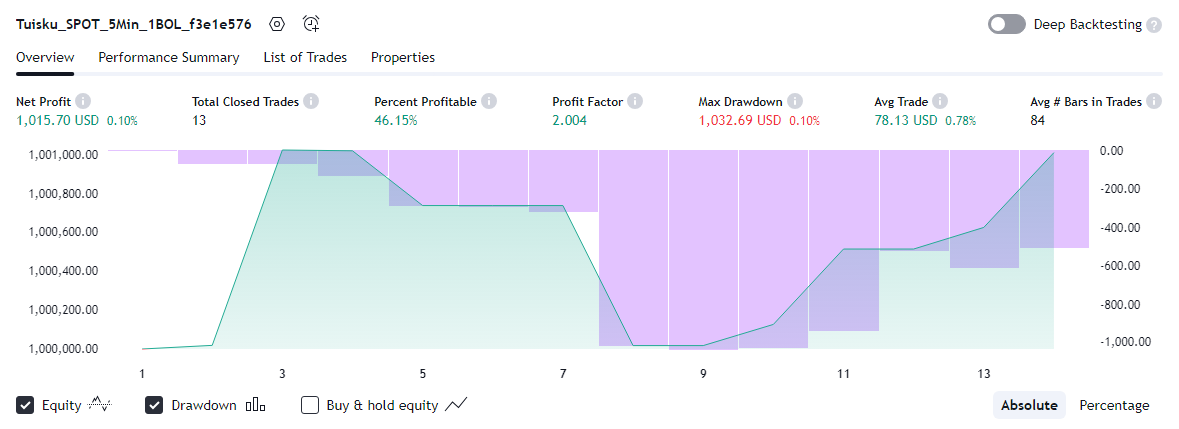 Tuisku_SPOT_5Min_1BOL_f3e1e576 Deep Backtesting ?
Overview Performance Summary List of Trades Properties
Net Profit i Total Closed Trades i Percent Profitable i Profit Factor i Max Drawdown i Avg Trade i Avg # Bars in Trades i
1,015.70 USD 0.10% 13 46.15% 2.004 1,032.69 USD 0.10% 78.13 USD 0.78% 84
1,001,000.00 0.00
1,000,800.00 -200.00
1,000,600.00 -400.00
1,000,400.00 -600.00
1,000,200.00 -800.00
1,000,000.00 -1,000.00
1 3 5 7 9 11 13
Equity Drawdown Buy & hold equity Absolute Percentage